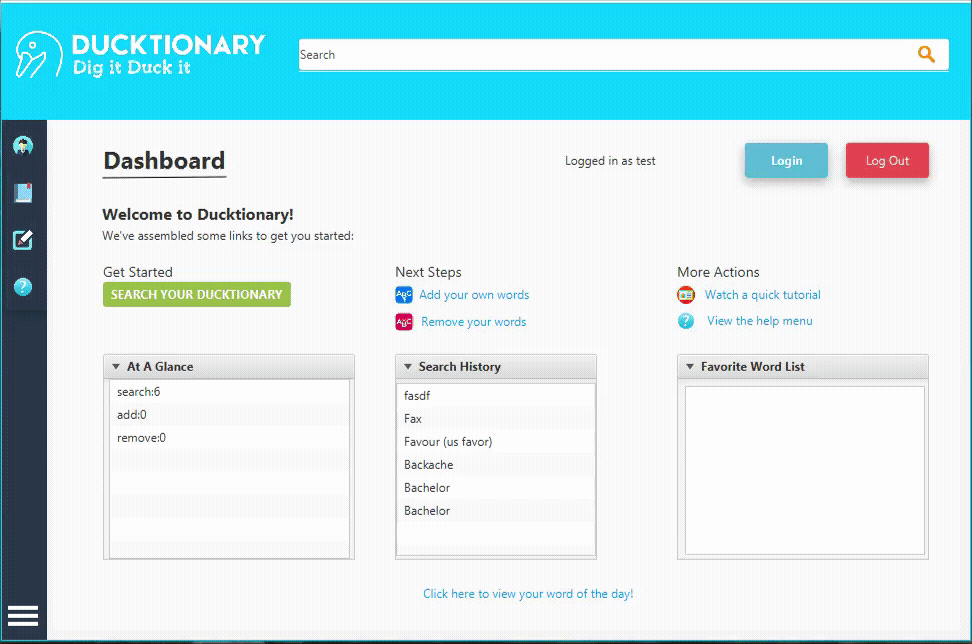 DUCKTIONARY
Dig it Duck it
Search
Dashboard
Logged in as test
Login
Log Out
Welcome to Ducktionary!
We've assembled some links to get you started:
Get Started
SEARCH YOUR DUCKTIONARY
Next Steps
ABC Add your own words
ABC Remove your words
More Actions
Watch a quick tutorial
? View the help menu
?
At A Glance
search:6
add:0
remove:0
Search History
fasdf
Fax
Favour (us favor)
Backache
Bachelor
Bachelor
Favorite Word List
Click here to view your word of the day!